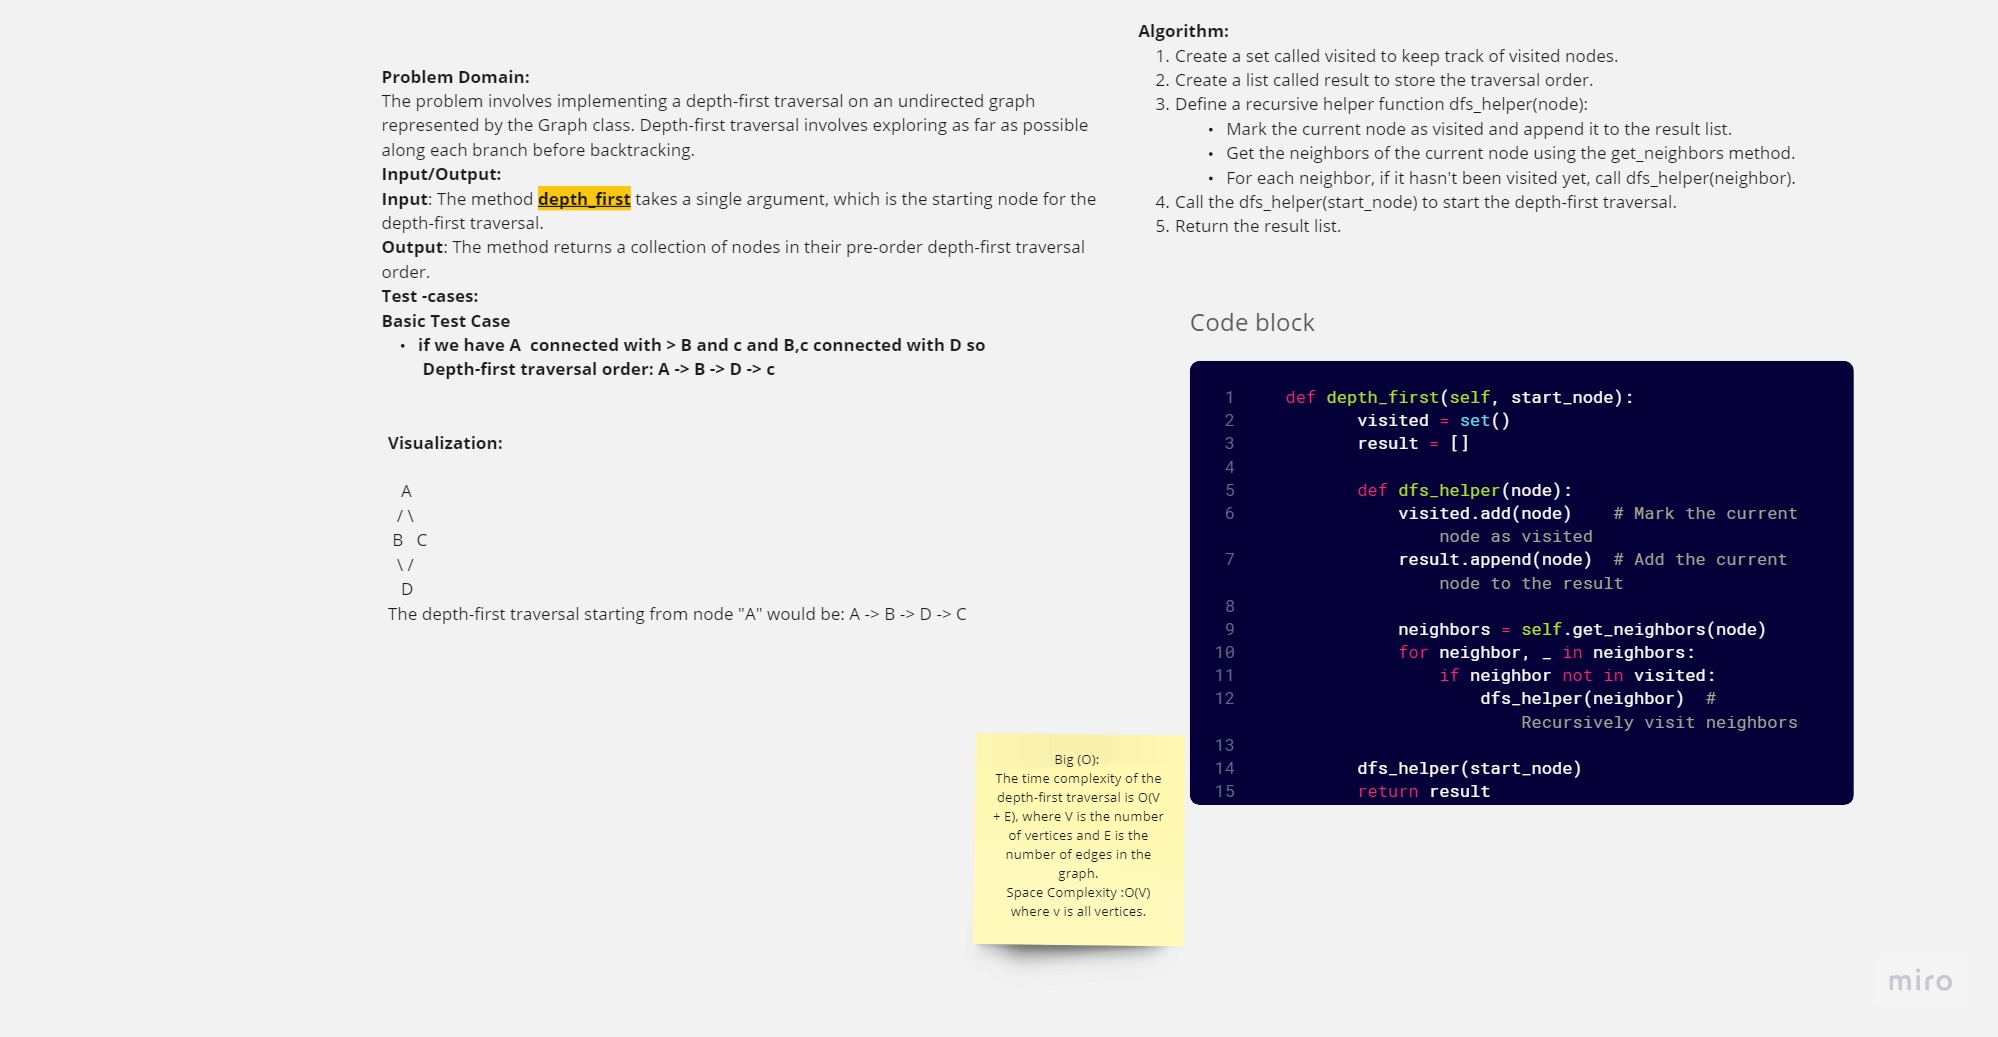 Problem Domain:
The problem involves implementing a depth-first traversal on an undirected graph
represented by the Graph class. Depth-first traversal involves exploring as far as possible
along each branch before backtracking.
Input/Output:
Input: The method depth_first takes a single argument, which is the starting node for the
depth-first traversal.
Output: The method returns a collection of nodes in their pre-order depth-first traversal
order.
Test -cases:
Basic Test Case
• if we have A  connected with > B and c and B,c connected with D so
Depth-first traversal order: A -> B -> D -> c
Visualization:
A
/ \
B   C
\ /
D
The depth-first traversal starting from node "A" would be: A -> B -> D -> C
Algorithm:
1. Create a set called visited to keep track of visited nodes.
2. Create a list called result to store the traversal order.
3. Define a recursive helper function dfs_helper(node):
• Mark the current node as visited and append it to the result list.
• Get the neighbors of the current node using the get_neighbors method.
• For each neighbor, if it hasn't been visited yet, call dfs_helper(neighbor).
4. Call the dfs_helper(start_node) to start the depth-first traversal.
5. Return the result list.
Code block
1 def depth_first(self, start_node):
2 visited = set()
3 result = []
4
5 def dfs_helper(node):
6 visited.add(node)    # Mark the current
node as visited
7 result.append(node)  # Add the current
node to the result
8
9 neighbors = self.get_neighbors(node)
10 for neighbor, _ in neighbors:
11 if neighbor not in visited:
12 dfs_helper(neighbor)  #
Recursively visit neighbors
13
14 dfs_helper(start_node)
15 return result
Big (O):
The time complexity of the
depth-first traversal is O(V
+ E), where V is the number
of vertices and E is the
number of edges in the
graph.
Space Complexity :O(V)
where v is all vertices.
miro